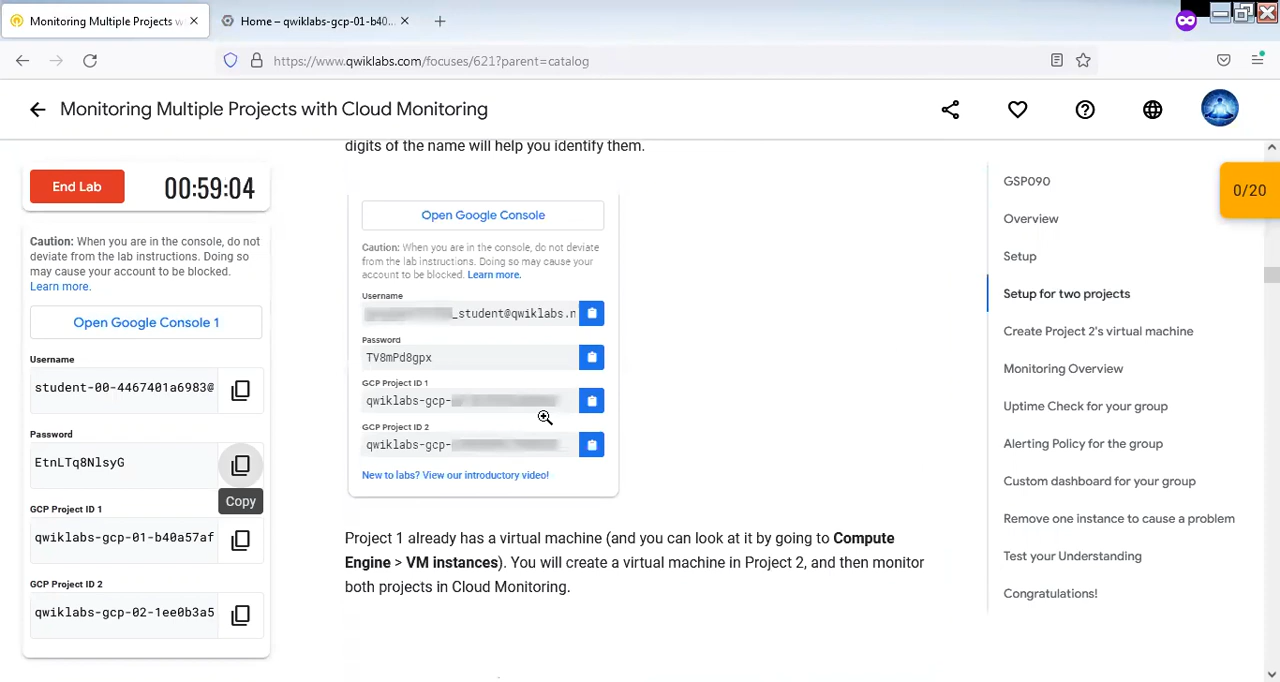 Monitoring Multiple Projects w
Home – qwiklabs-gcp-01-b40...
https://www.qwiklabs.com/focuses/621?parent=catalog
Monitoring Multiple Projects with Cloud Monitoring
End Lab
00:59:04
Caution: When you are in the console, do not
deviate from the lab instructions. Doing so
may cause your account to be blocked.
Learn more.
Open Google Console 1
Username
student-00-4467401a6983@
Password
EtnLTq8NlsyG
Copy
GCP Project ID 1
qwiklabs-gcp-01-b40a57af
GCP Project ID 2
qwiklabs-gcp-02-1ee0b3a5
digits of the name will help you identify them.
Open Google Console
Caution: When you are in the console, do not deviate
from the lab instructions. Doing so may cause your
account to be blocked. Learn more.
Username
_student@qwiklabs.n
Password
TV8mPd8gpx
GCP Project ID 1
qwiklabs-gcp-
GCP Project ID 2
qwiklabs-gcp-
New to labs? View our introductory video!
Project 1 already has a virtual machine (and you can look at it by going to Compute
Engine > VM instances). You will create a virtual machine in Project 2, and then monitor
both projects in Cloud Monitoring.
GSP090
Overview
Setup
Setup for two projects
Create Project 2's virtual machine
Monitoring Overview
Uptime Check for your group
Alerting Policy for the group
Custom dashboard for your group
Remove one instance to cause a problem
Test your Understanding
Congratulations!
0/20